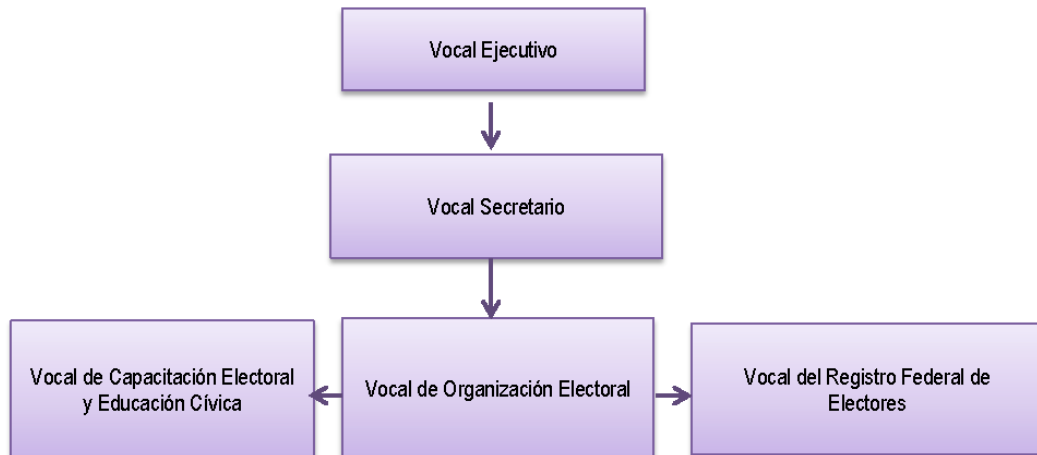 Vocal Ejecutivo
Vocal Secretario
Vocal de Capacitación Electoral
y Educación Cívica
Vocal de Organización Electoral
Vocal del Registro Federal de
Electores